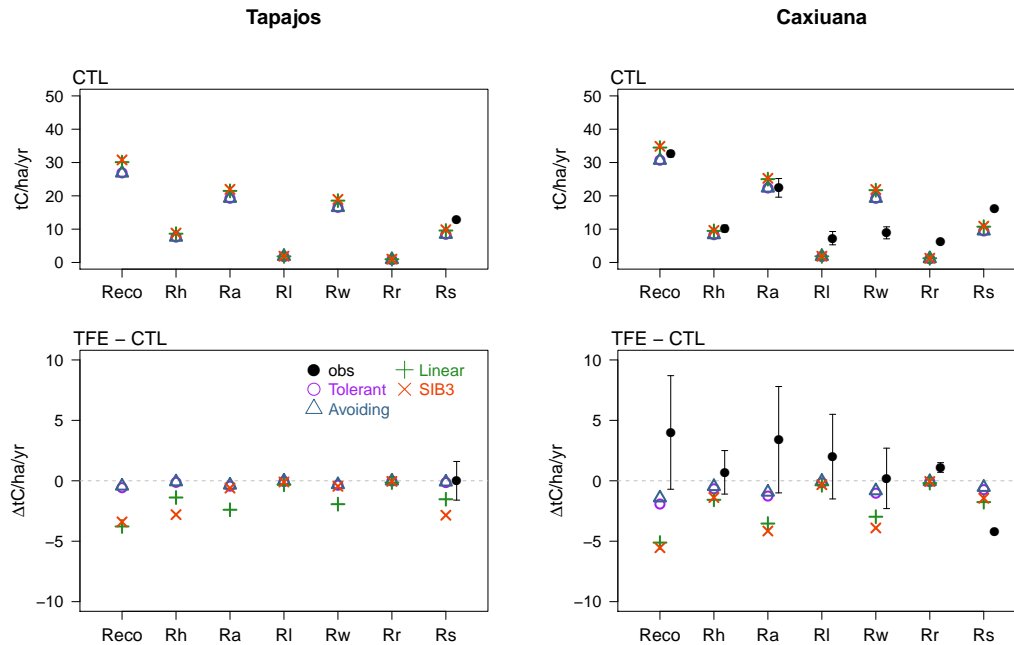 Tapajos
Caxiuana
CTL
tC/ha/yr
50
40
30
20
10
0
Reco Rh Ra Rl Rw Rr Rs
CTL
tC/ha/yr
50
40
30
20
10
0
Reco Rh Ra Rl Rw Rr Rs
TFE − CTL
ΔtC/ha/yr
10
5
0
−5
−10
obs
Tolerant
Avoiding
Linear
SIB3
Reco Rh Ra Rl Rw Rr Rs
TFE − CTL
ΔtC/ha/yr
10
5
0
−5
−10
Reco Rh Ra Rl Rw Rr Rs